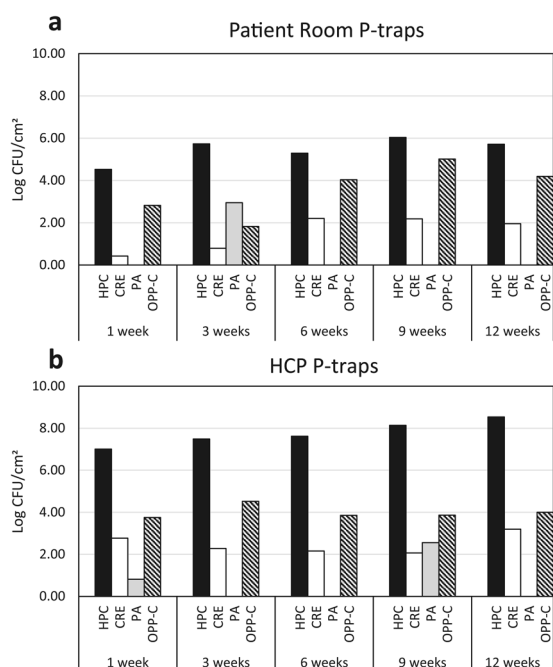 a
Patient Room P-traps
10.00
8.00
6.00
4.00
2.00
0.00
Log CFU/cm²
HPC CRE PA OPP-C HPC CRE PA OPP-C HPC CRE PA OPP-C HPC CRE PA OPP-C HPC CRE PA OPP-C
1 week 3 weeks 6 weeks 9 weeks 12 weeks
b
HCP P-traps
10.00
8.00
6.00
4.00
2.00
0.00
Log CFU/cm²
HPC CRE PA OPP-C HPC CRE PA OPP-C HPC CRE PA OPP-C HPC CRE PA OPP-C HPC CRE PA OPP-C
1 week 3 weeks 6 weeks 9 weeks 12 weeks